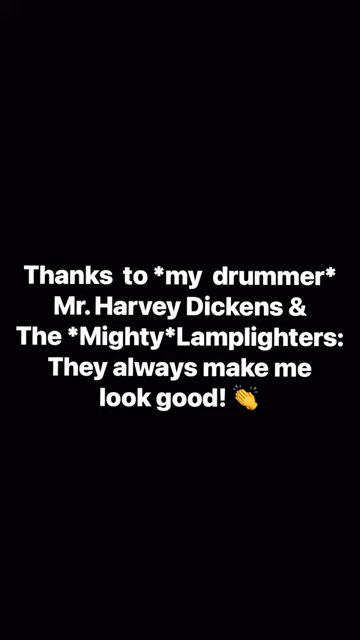 Thanks  to *my  drummer*
Mr. Harvey Dickens &
The *Mighty*Lamplighters:
They always make me
look good! 👏